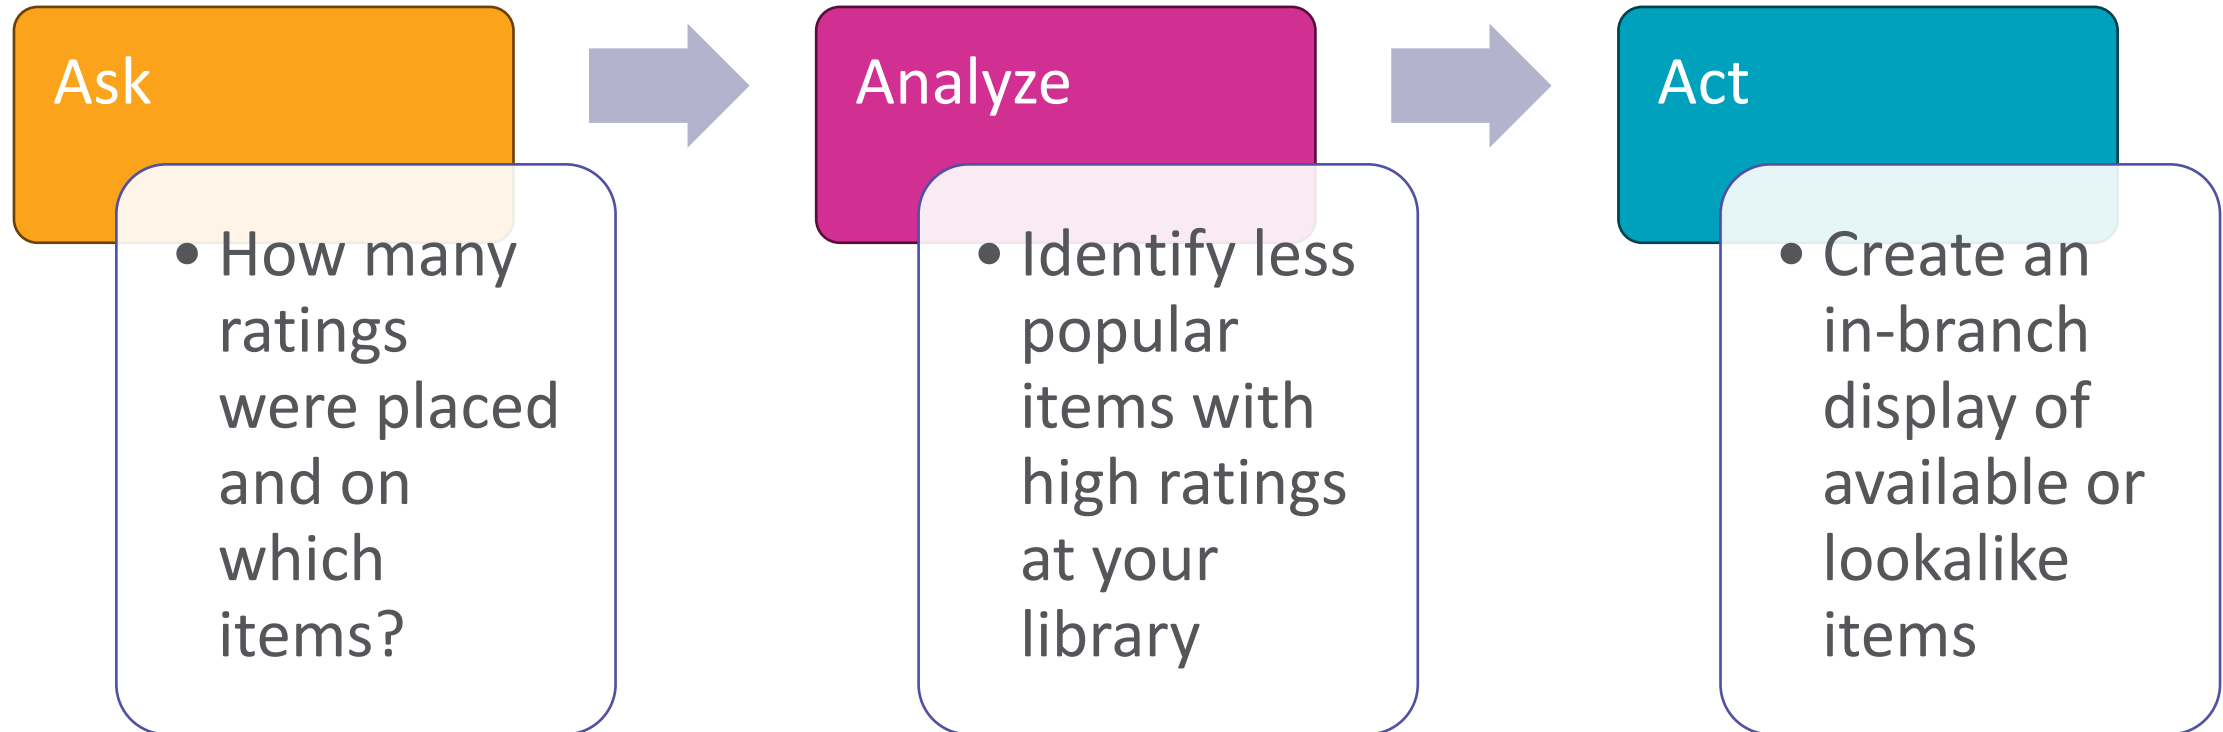 Ask
• How many
ratings
were placed
and on
which
items?
Analyze
• Identify less
popular
items with
high ratings
at your
library
Act
• Create an
in-branch
display of
available or
lookalike
items